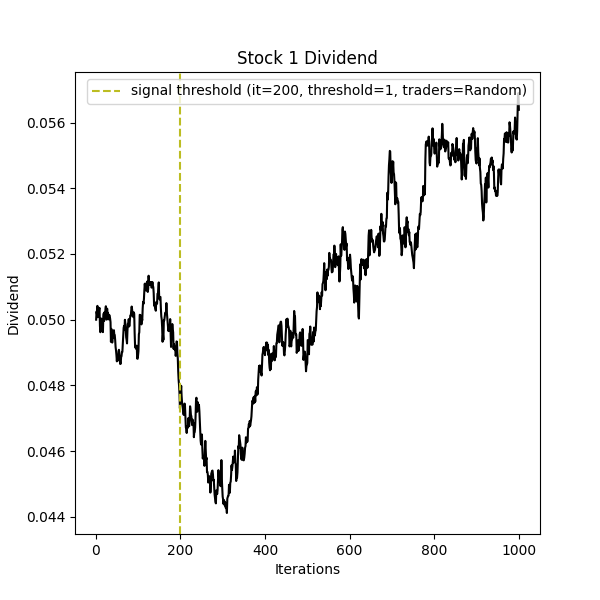 Stock 1 Dividend
signal threshold (it=200, threshold=1, traders=Random)
Dividend
0.056
0.054
0.052
0.050
0.048
0.046
0.044
0 200 400 600 800 1000
Iterations